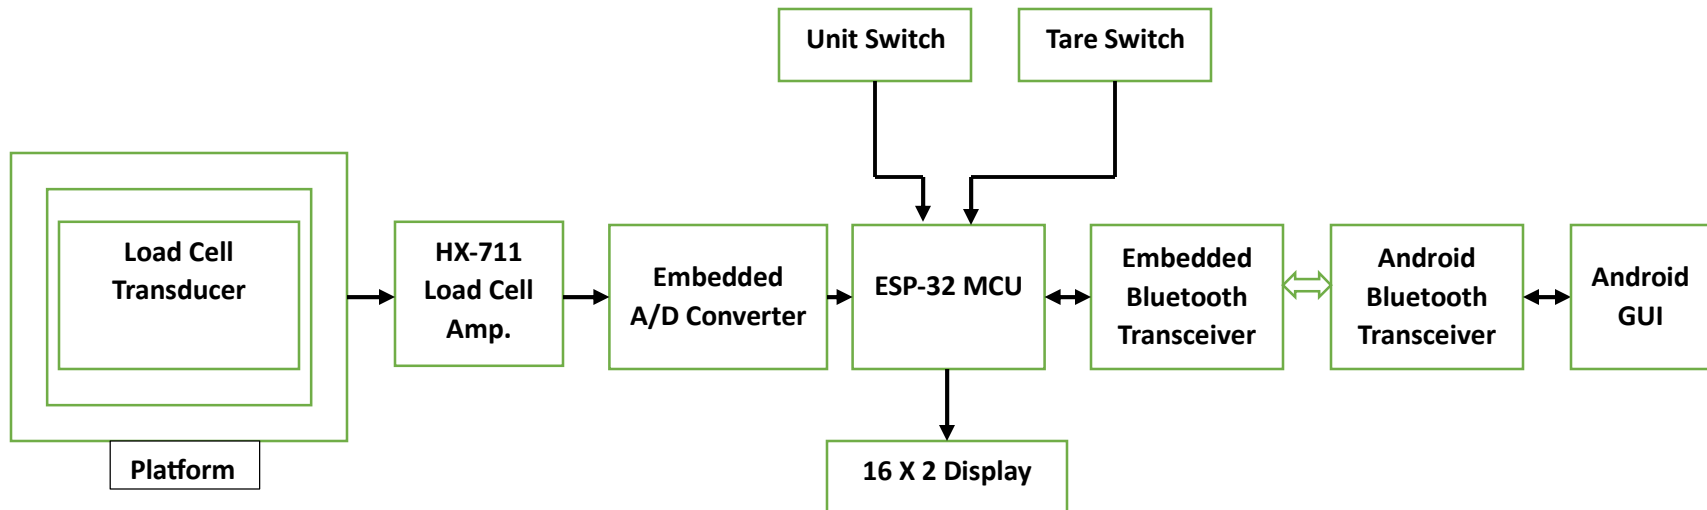 Unit Switch
Tare Switch
Load Cell
Transducer
HX-711
Load Cell
Amp.
Embedded
A/D Converter
ESP-32 MCU
Embedded
Bluetooth
Transceiver
Android
Bluetooth
Transceiver
Android
GUI
Platform
16 X 2 Display